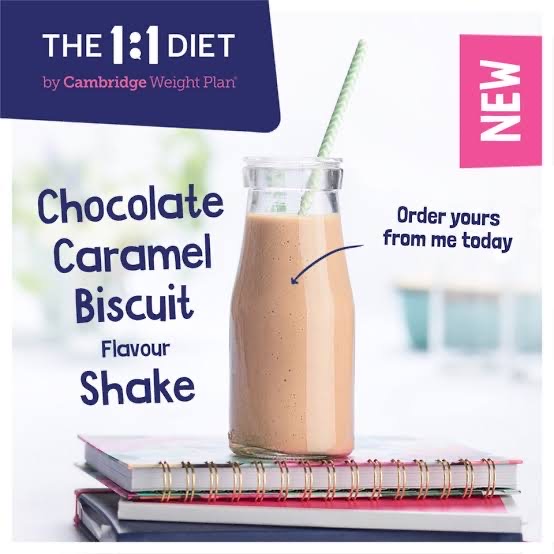 THE 1:1 DIET
by Cambridge Weight Plan®
NEW
Chocolate
Caramel
Biscuit
Flavour
Shake
Order yours
from me today